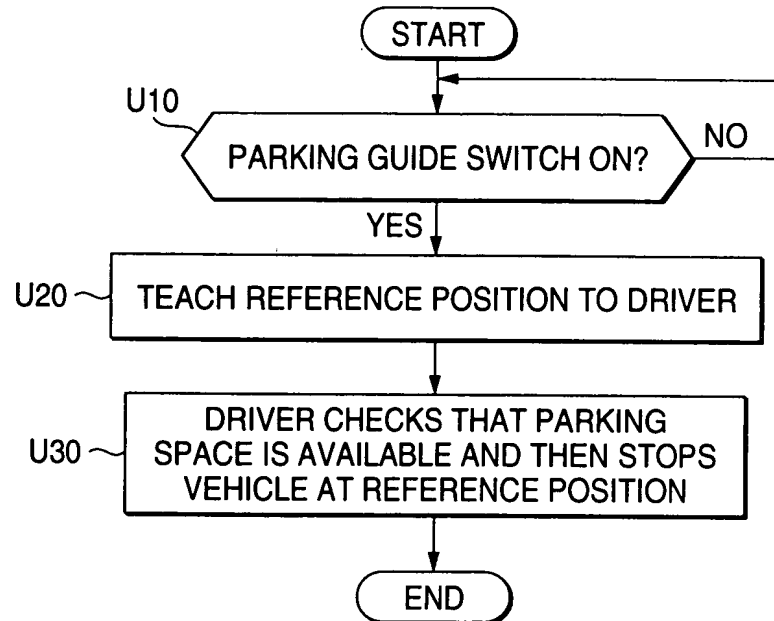 START
U10
PARKING GUIDE SWITCH ON?
NO
YES
U20
TEACH REFERENCE POSITION TO DRIVER
U30
DRIVER CHECKS THAT PARKING
SPACE IS AVAILABLE AND THEN STOPS
VEHICLE AT REFERENCE POSITION
END